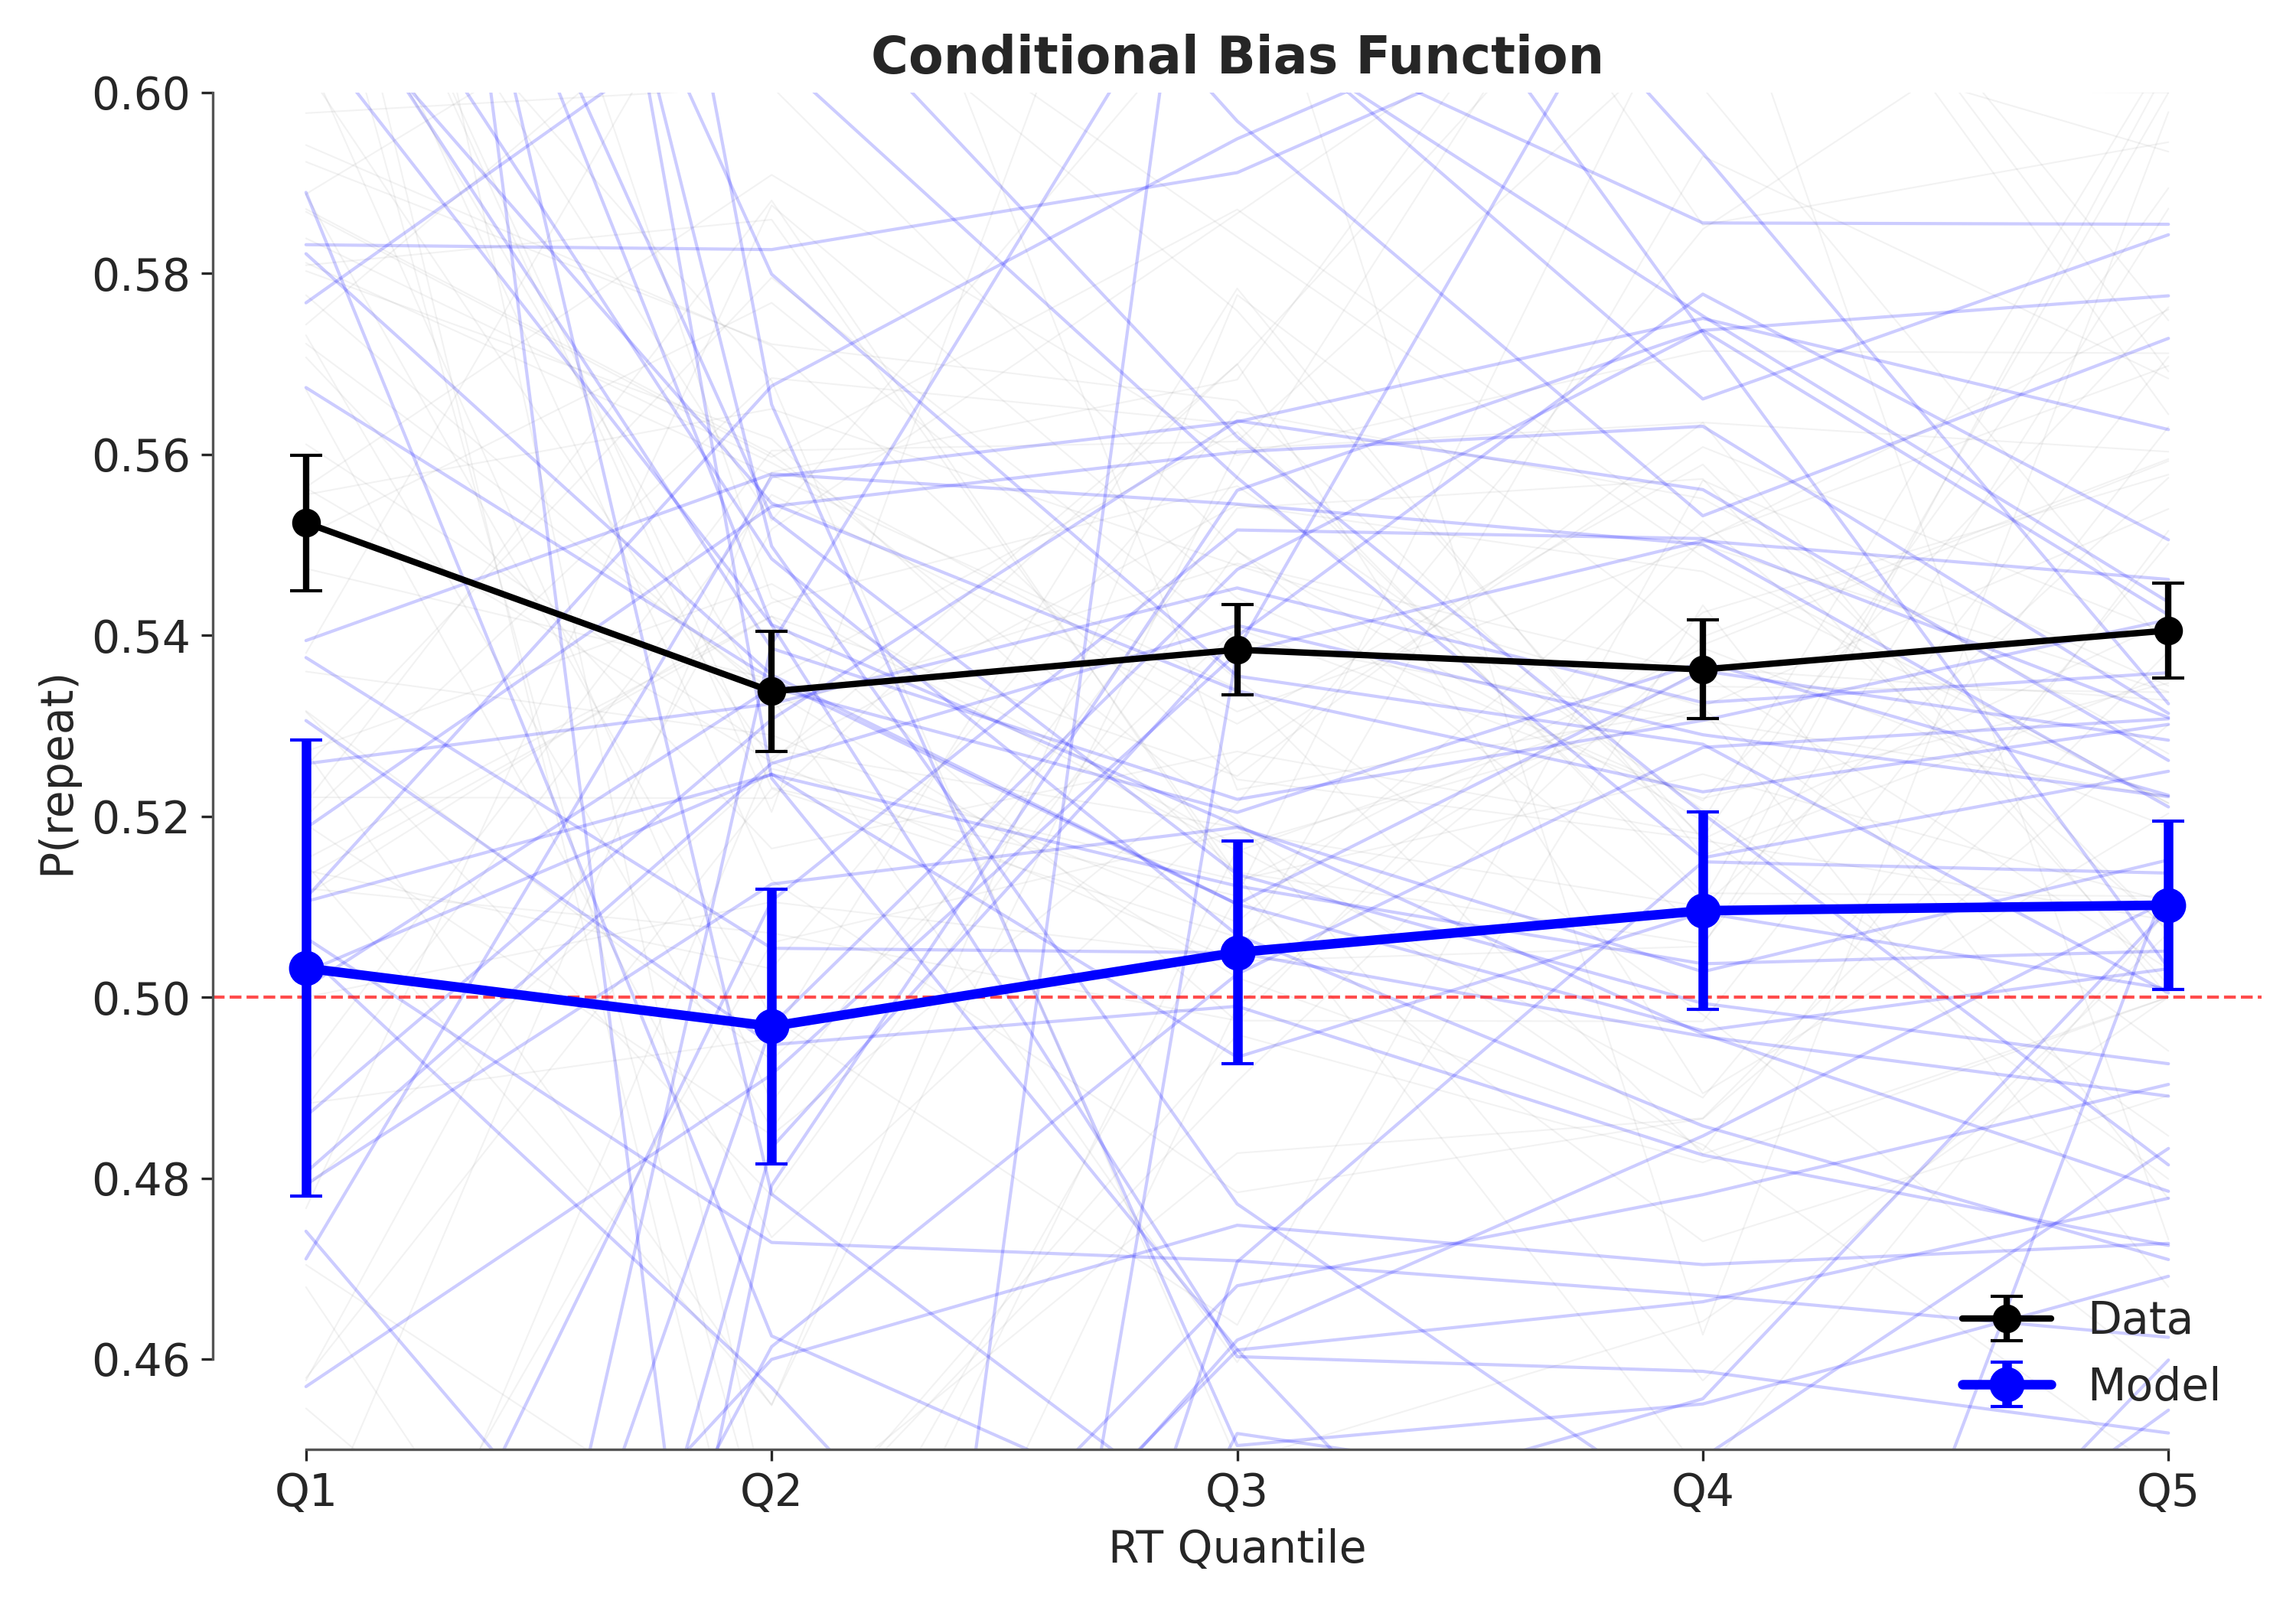 Conditional Bias Function
P(repeat)
0.60
0.58
0.56
0.54
0.52
0.50
0.48
0.46
Data
Model
Q1 Q2 Q3 Q4 Q5
RT Quantile